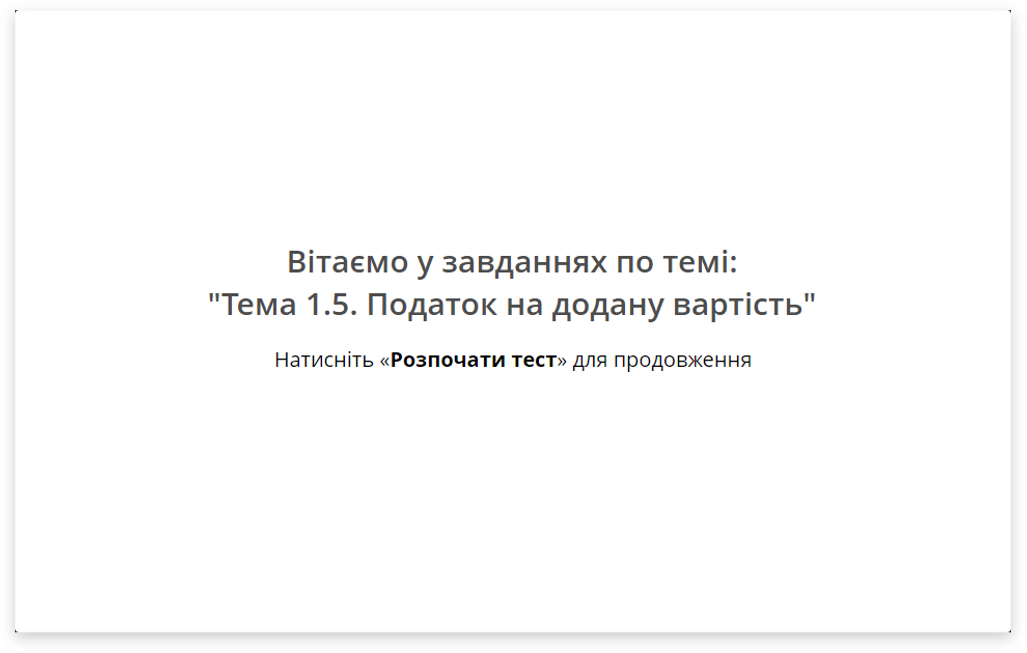 Вітаємо у завданнях по темі:
"Тема 1.5. Податок на додану вартість"
Натисніть «Розпочати тест» для продовження